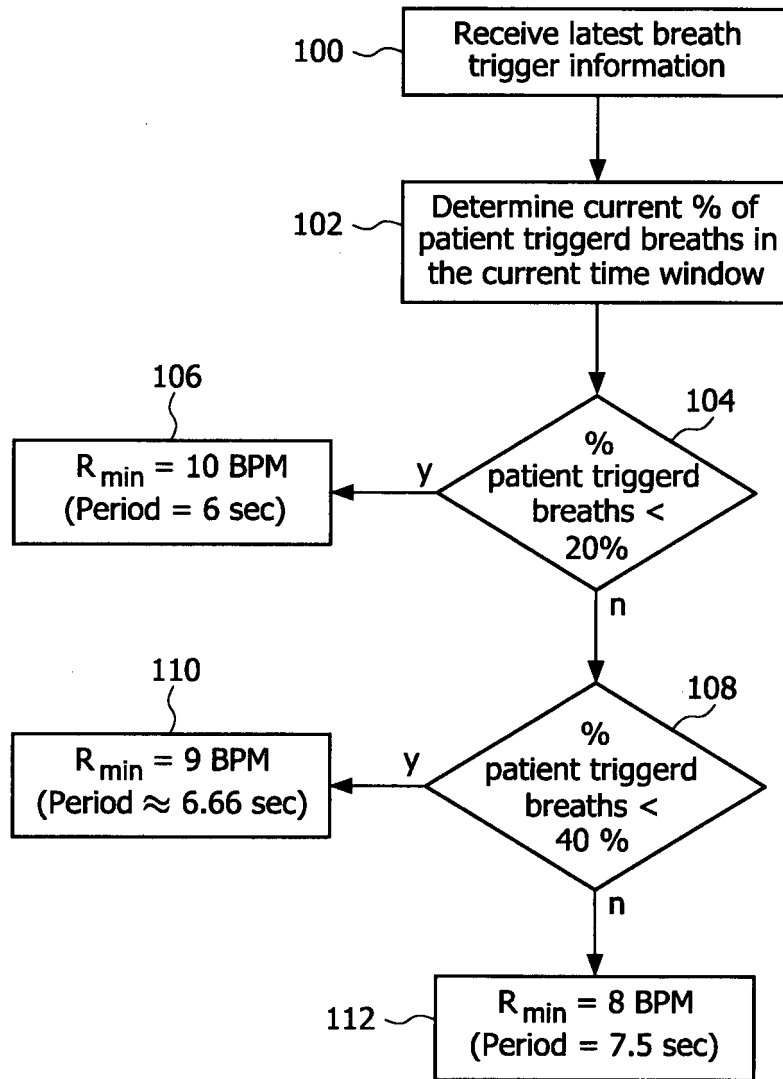 100
Receive latest breath
trigger information
102
Determine current % of
patient triggerd breaths in
the current time window
104
%
patient triggerd
breaths <
20%
y
106
R min = 10 BPM
(Period = 6 sec)
n
108
%
patient triggerd
breaths <
40 %
y
110
R min = 9 BPM
(Period ≈ 6.66 sec)
n
112
R min = 8 BPM
(Period = 7.5 sec)